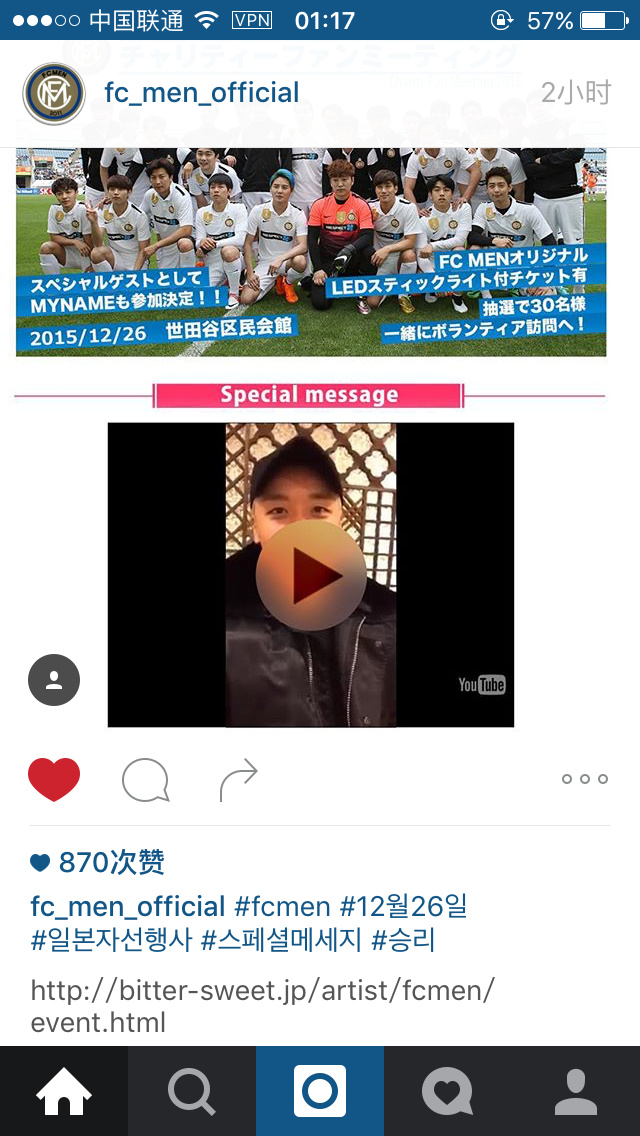 中国联通 VPN 01:17 57%
チャリティーファンミーティング
fc_men_official 2小时
スペシャルゲストとして
MYNAMEも参加決定！！
2015/12/26 世田谷区民会館
FC MENオリジナル
LEDスティックライト付チケット有
抽選で30名様
一緒にボランティア訪問へ！
Special message
YouTube
870次赞
fc_men_official #fcmen #12月26일
#일본자선행사 #스페셜메세지 #승리
http://bitter-sweet.jp/artist/fcmen/
event.html